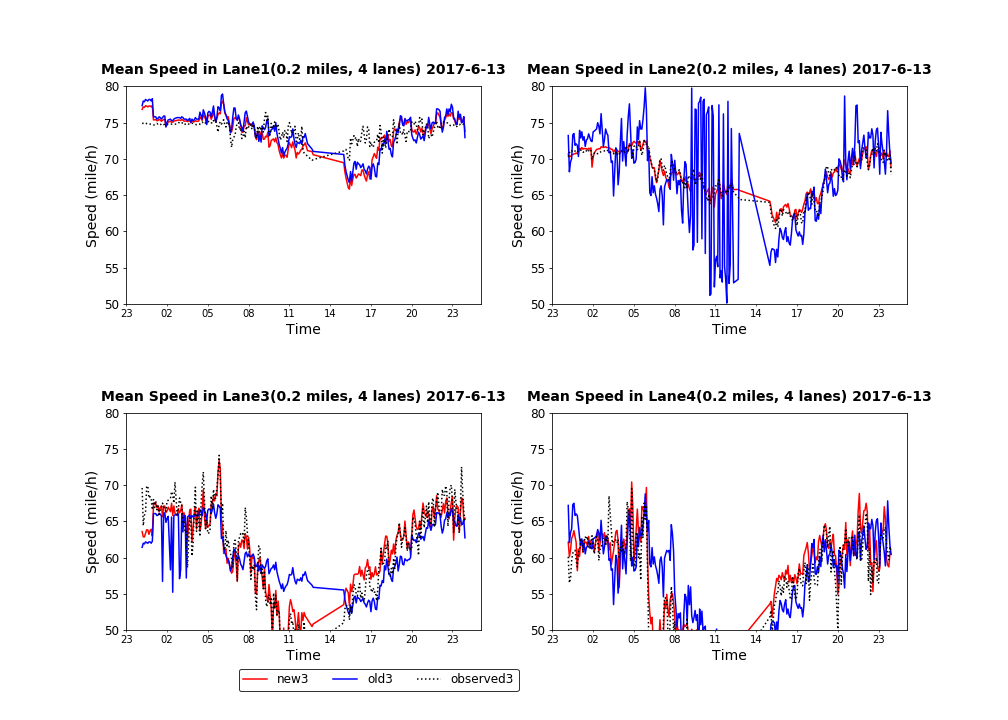 Mean Speed in Lane1(0.2 miles, 4 lanes) 2017-6-13
80
75
70
65
60
55
50
Speed (mile/h)
23 02 05 08 11 14 17 20 23
Time
Mean Speed in Lane2(0.2 miles, 4 lanes) 2017-6-13
80
75
70
65
60
55
50
Speed (mile/h)
23 02 05 08 11 14 17 20 23
Time
Mean Speed in Lane3(0.2 miles, 4 lanes) 2017-6-13
80
75
70
65
60
55
50
Speed (mile/h)
23 02 05 08 11 14 17 20 23
Time
Mean Speed in Lane4(0.2 miles, 4 lanes) 2017-6-13
80
75
70
65
60
55
50
Speed (mile/h)
23 02 05 08 11 14 17 20 23
Time
new3 old3 observed3